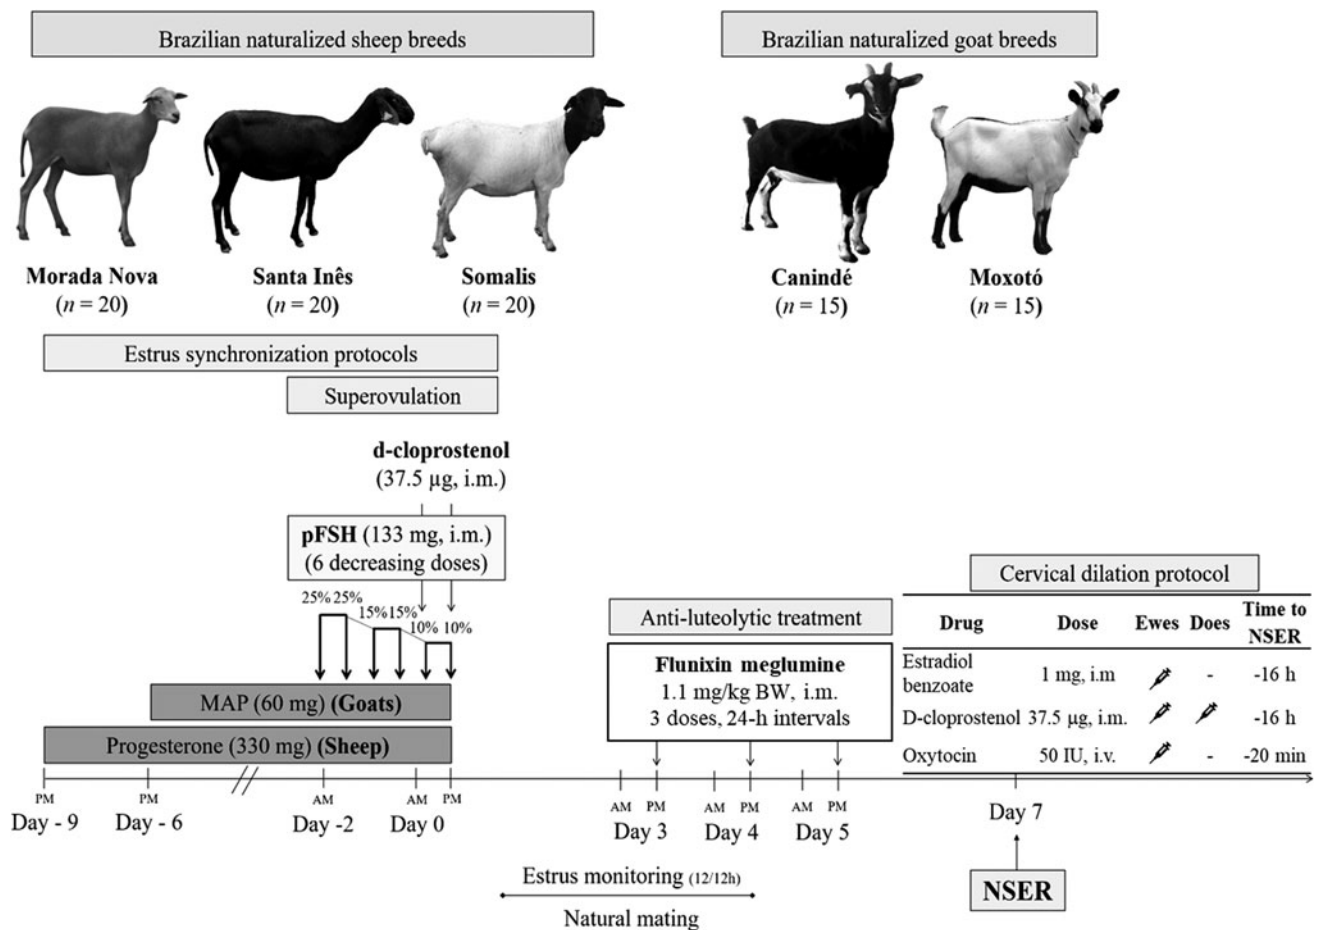 Brazilian naturalized sheep breeds
Brazilian naturalized goat breeds
Morada Nova
(n = 20)
Santa Inês
(n = 20)
Somalis
(n = 20)
Canindé
(n = 15)
Moxotó
(n = 15)
Estrus synchronization protocols
Superovulation
d-cloprostenol
(37.5 µg, i.m.)
pFSH (133 mg, i.m.)
(6 decreasing doses)
25% 25%
15% 15%
10% 10%
MAP (60 mg) (Goats)
Progesterone (330 mg) (Sheep)
Anti-luteolytic treatment
Flunixin meglumine
1.1 mg/kg BW, i.m.
3 doses, 24-h intervals
Cervical dilation protocol
Drug Dose Ewes Does Time to NSER
Estradiol benzoate 1 mg, i.m - -16 h
D-cloprostenol 37.5 µg, i.m. -16 h
Oxytocin 50 IU, i.v. - -20 min
PM PM AM AM PM AM PM AM PM AM PM
Day - 9 Day - 6 Day -2 Day 0 Day 3 Day 4 Day 5 Day 7
Estrus monitoring (12/12h)
Natural mating
NSER